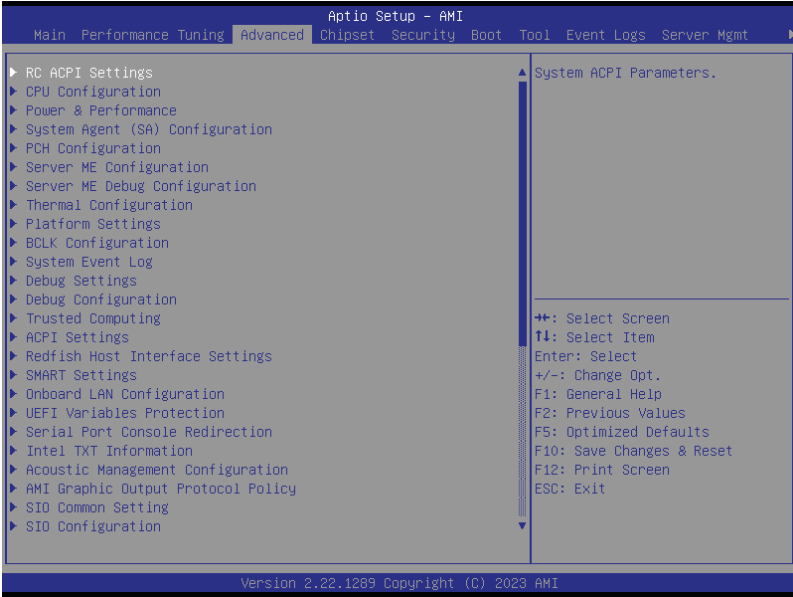 Aptio Setup – AMI
Main Performance Tuning Advanced Chipset Security Boot Tool Event Logs Server Mgmt
RC ACPI Settings
CPU Configuration
Power & Performance
System Agent (SA) Configuration
PCH Configuration
Server ME Configuration
Server ME Debug Configuration
Thermal Configuration
Platform Settings
BCLK Configuration
System Event Log
Debug Settings
Debug Configuration
Trusted Computing
ACPI Settings
Redfish Host Interface Settings
SMART Settings
Onboard LAN Configuration
UEFI Variables Protection
Serial Port Console Redirection
Intel TXT Information
Acoustic Management Configuration
AMI Graphic Output Protocol Policy
SIO Common Setting
SIO Configuration
System ACPI Parameters.
→←: Select Screen
↑↓: Select Item
Enter: Select
+/-: Change Opt.
F1: General Help
F2: Previous Values
F5: Optimized Defaults
F10: Save Changes & Reset
F12: Print Screen
ESC: Exit
Version 2.22.1289 Copyright (C) 2023 AMI